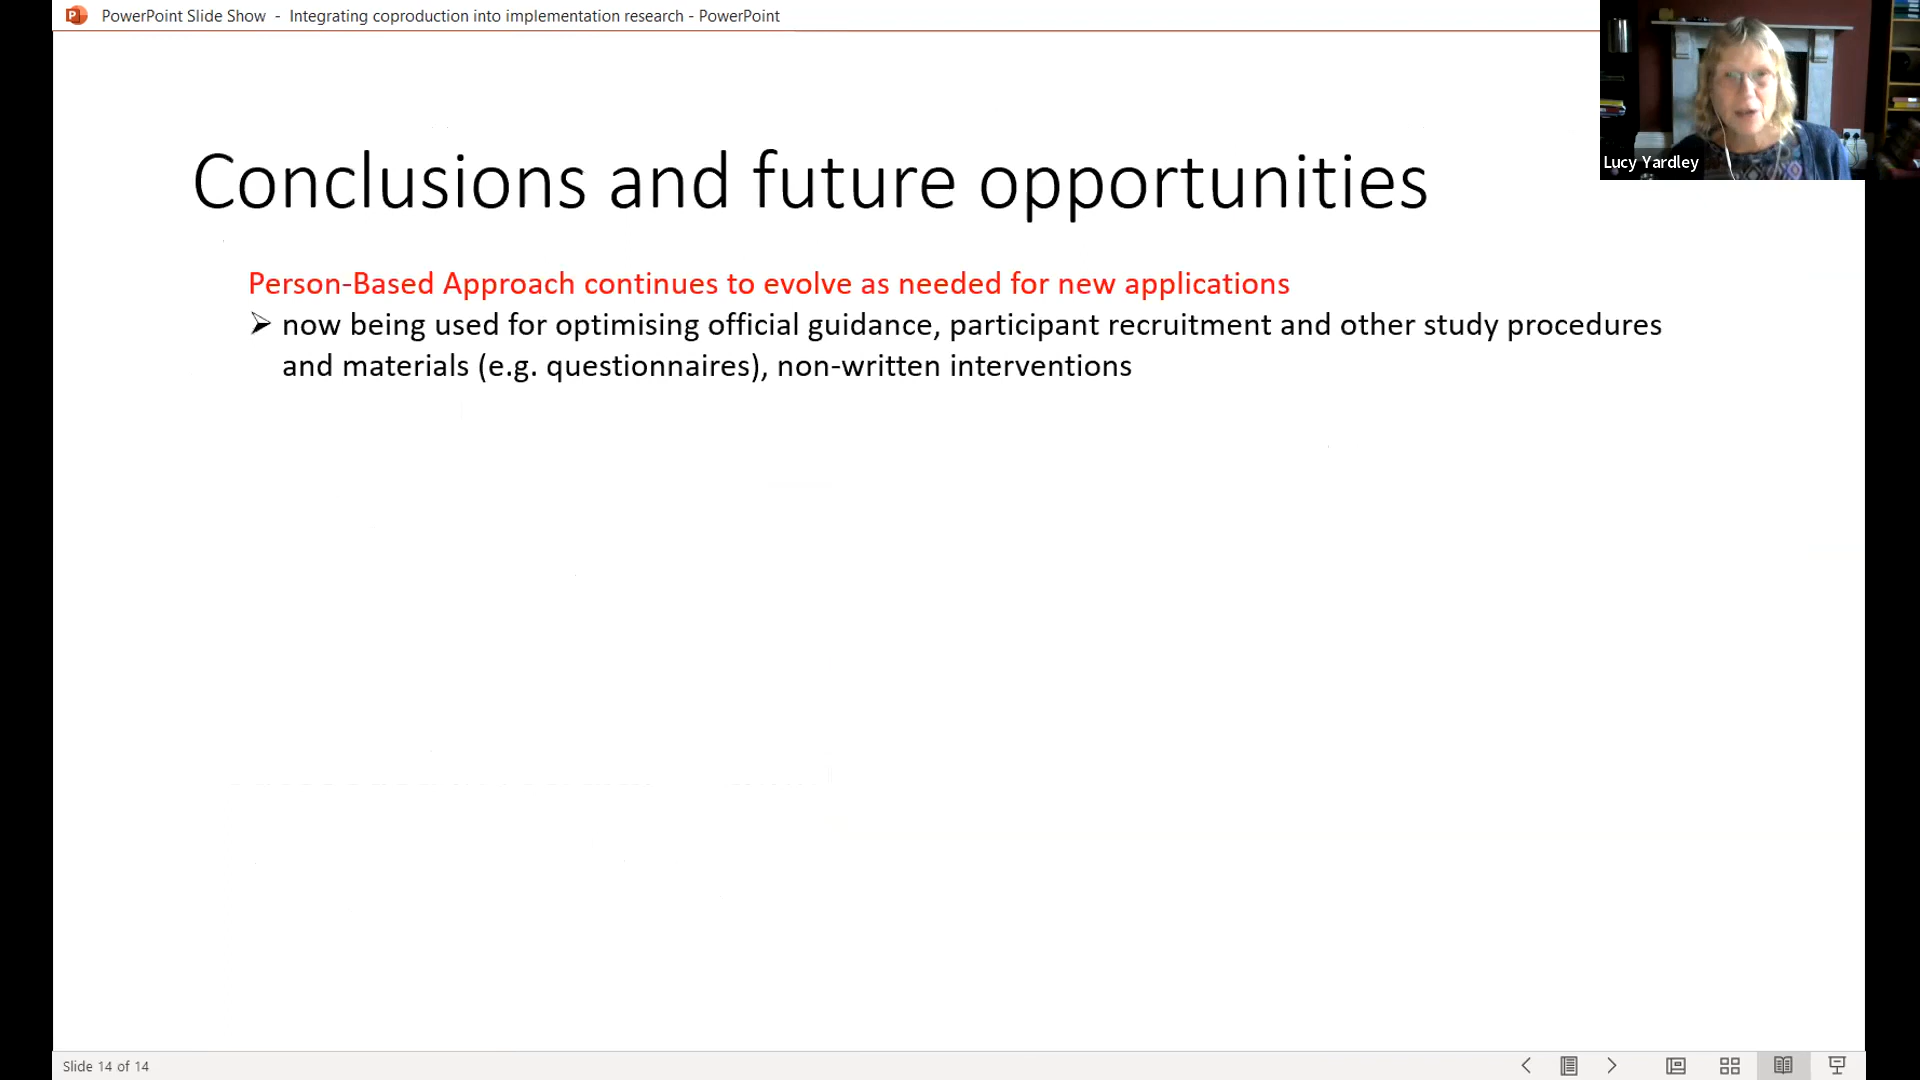 PowerPoint Slide Show - Integrating coproduction into implementation research - PowerPoint
Lucy Yardley
Conclusions and future opportunities
Person-Based Approach continues to evolve as needed for new applications
➢ now being used for optimising official guidance, participant recruitment and other study procedures
and materials (e.g. questionnaires), non-written interventions
Slide 14 of 14